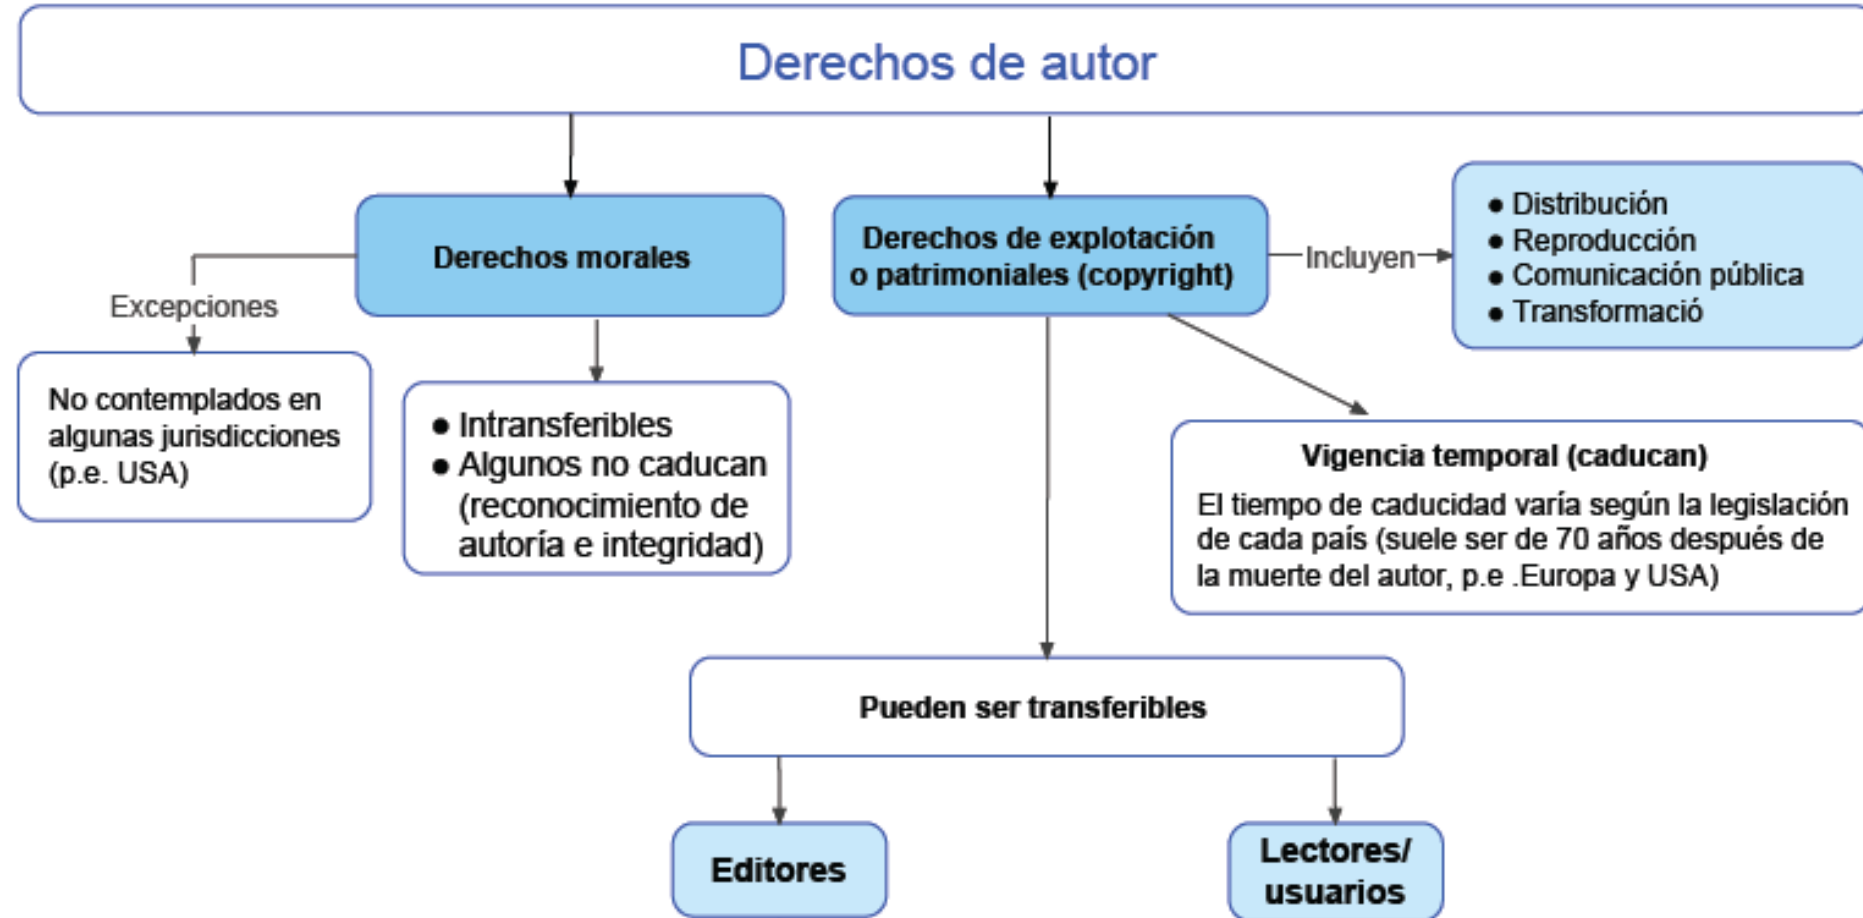 Derechos de autor
Derechos morales
Derechos de explotación
o patrimoniales (copyright)
Incluyen
● Distribución
● Reproducción
● Comunicación pública
● Transformació
Excepciones
No contemplados en
algunas jurisdicciones
(p.e. USA)
● Intransferibles
● Algunos no caducan
(reconocimiento de
autoría e integridad)
Vigencia temporal (caducan)
El tiempo de caducidad varía según la legislación
de cada país (suele ser de 70 años después de
la muerte del autor, p.e .Europa y USA)
Pueden ser transferibles
Editores
Lectores/
usuarios